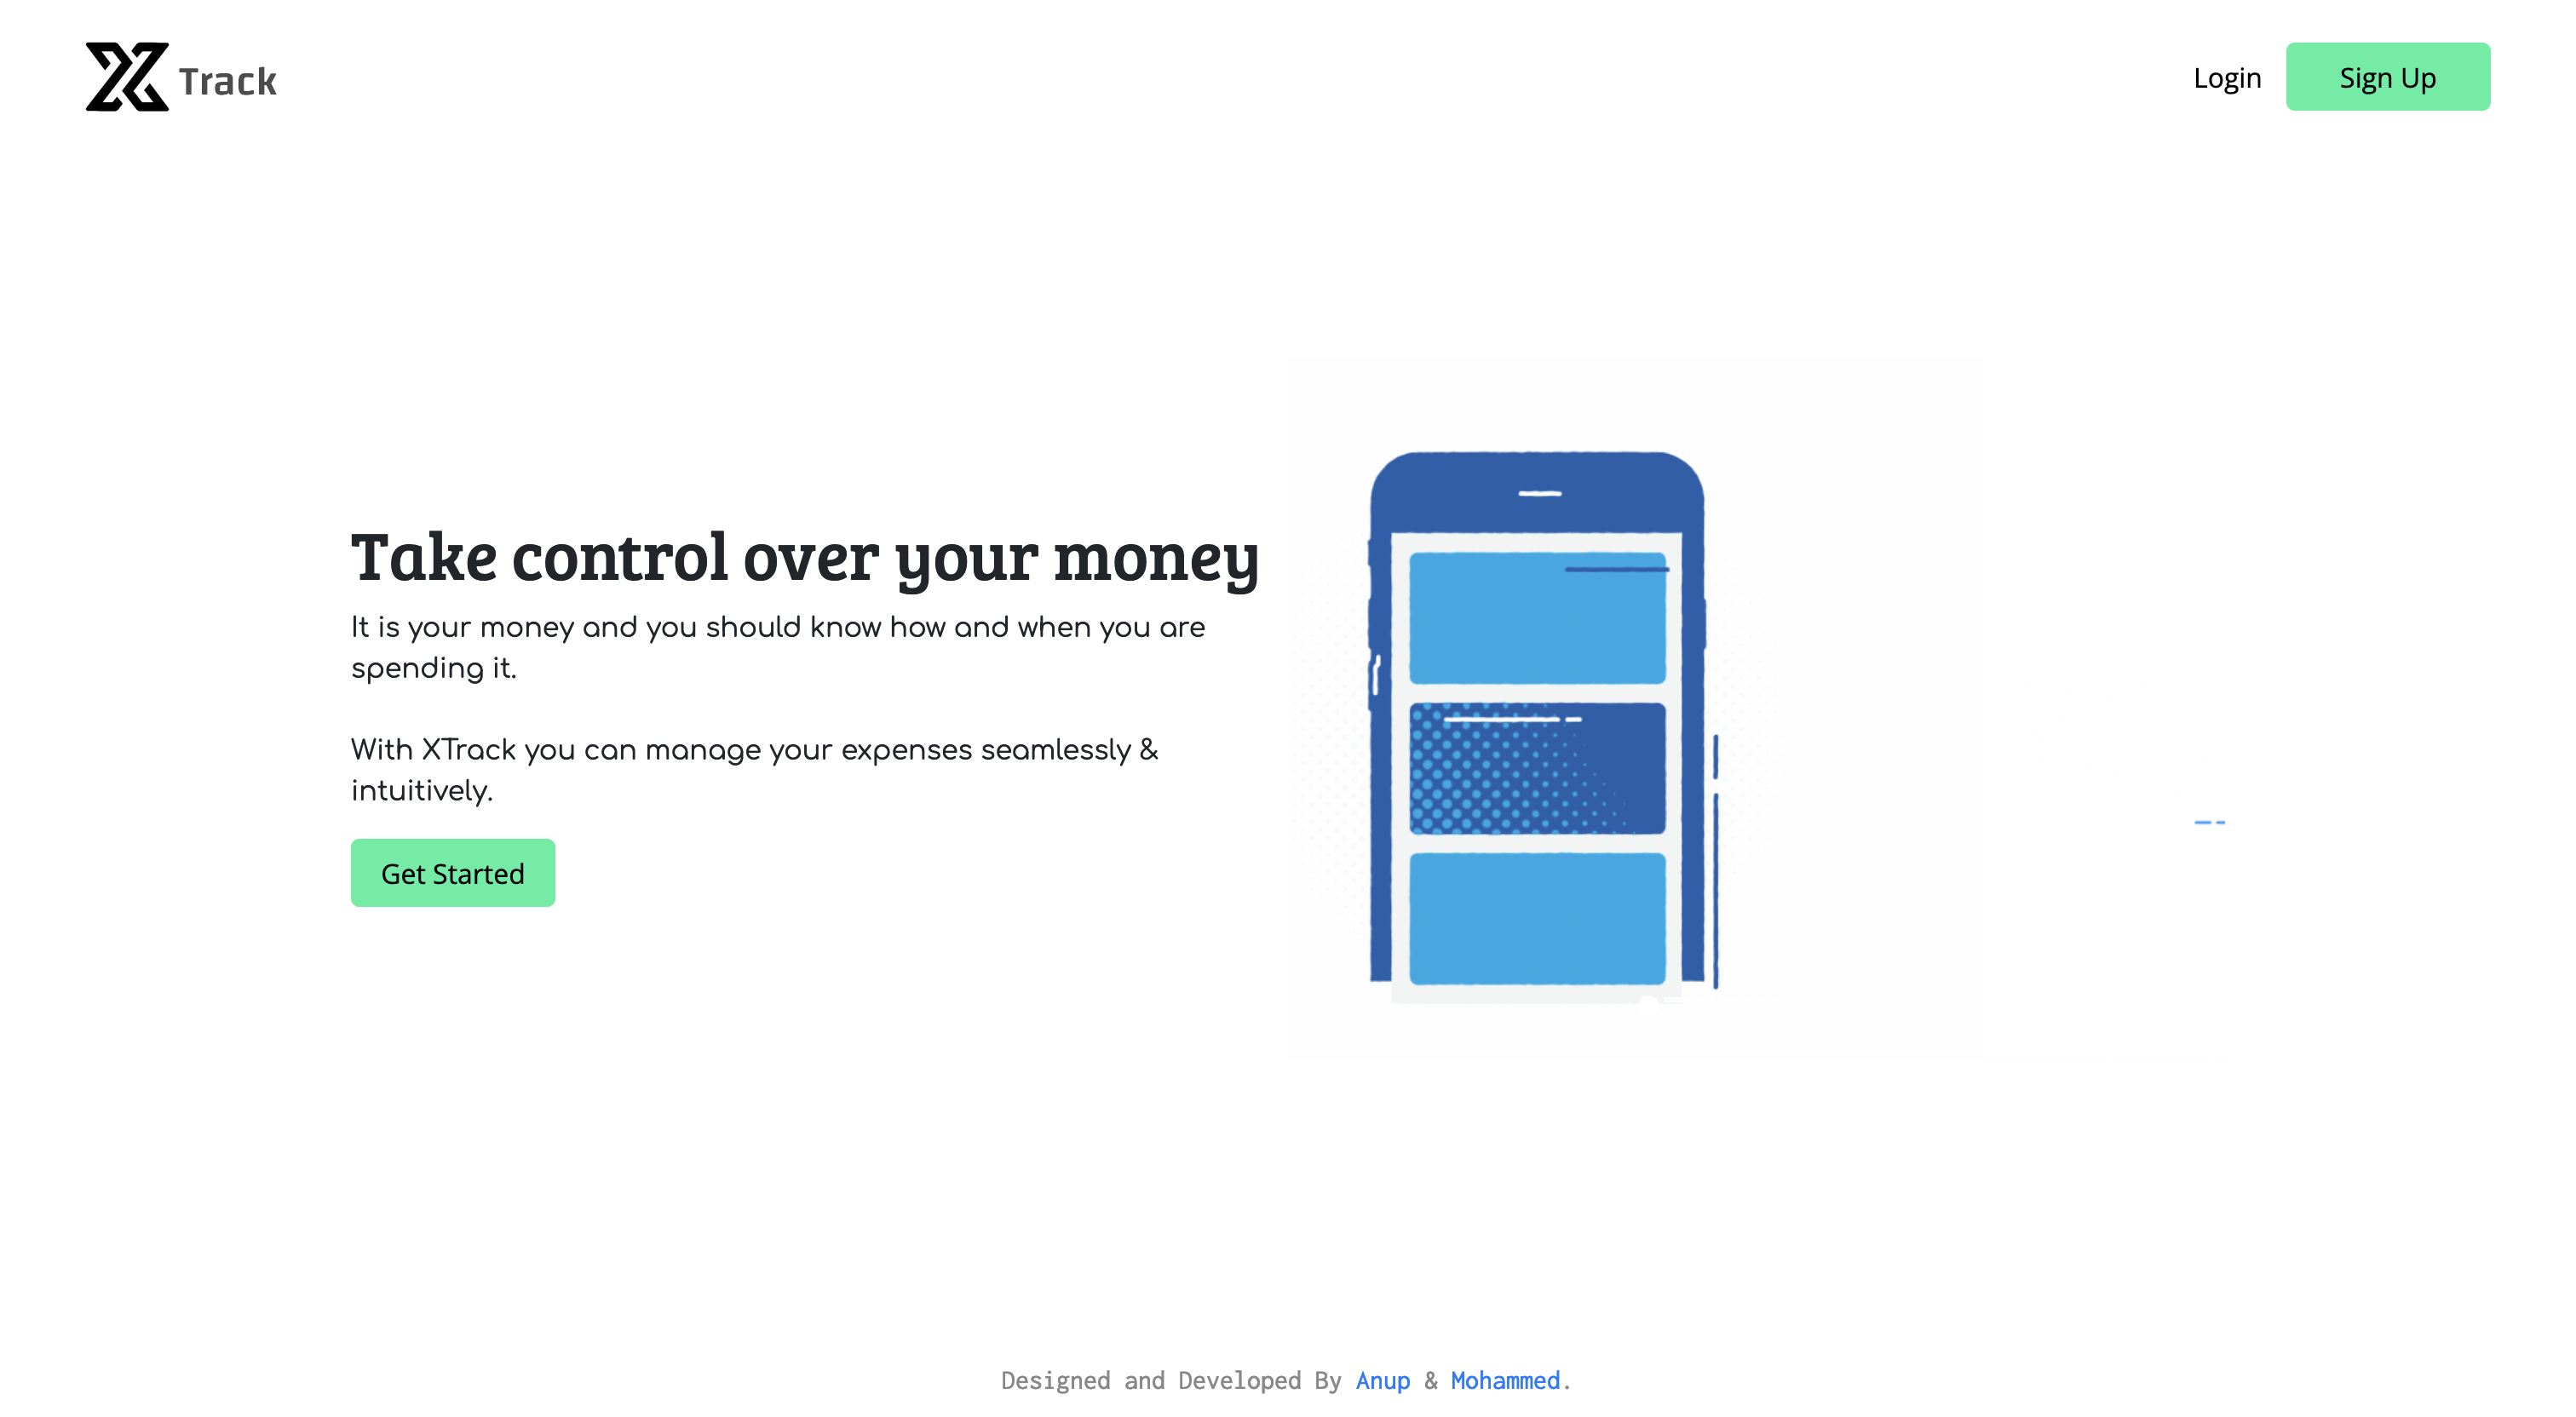 X Track
Login
Sign Up
Take control over your money
It is your money and you should know how and when you are
spending it.
With XTrack you can manage your expenses seamlessly &
intuitively.
Get Started
Designed and Developed By Anup & Mohammed.